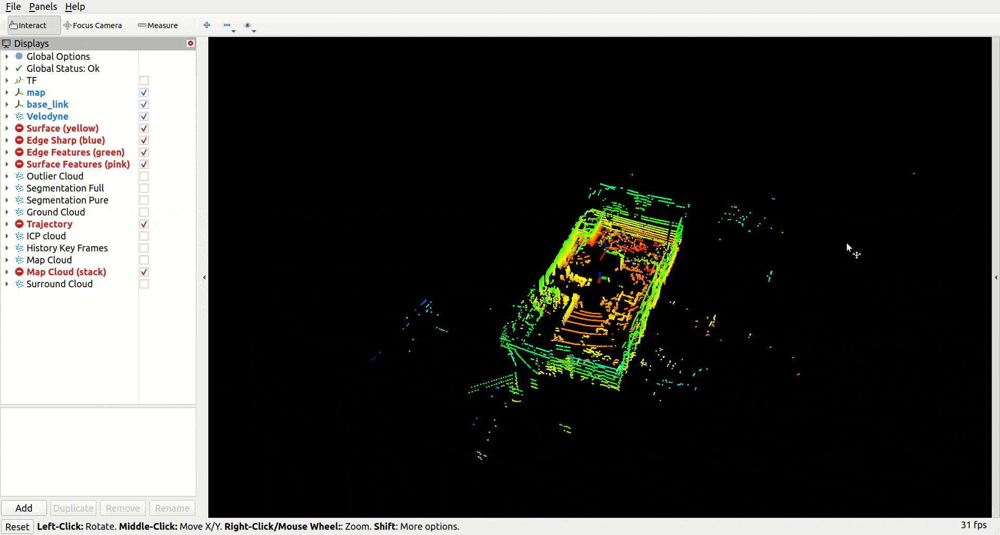 File Panels Help
Interact Focus Camera Measure
Displays
Global Options
Global Status: Ok
TF
map
base_link
Velodyne
Surface (yellow)
Edge Sharp (blue)
Edge Features (green)
Surface Features (pink)
Outlier Cloud
Segmentation Full
Segmentation Pure
Ground Cloud
Trajectory
ICP cloud
History Key Frames
Map Cloud
Map Cloud (stack)
Surround Cloud
Add Duplicate Remove Rename
Reset Left-Click: Rotate. Middle-Click: Move X/Y. Right-Click/Mouse Wheel:: Zoom. Shift: More options. 31 fps